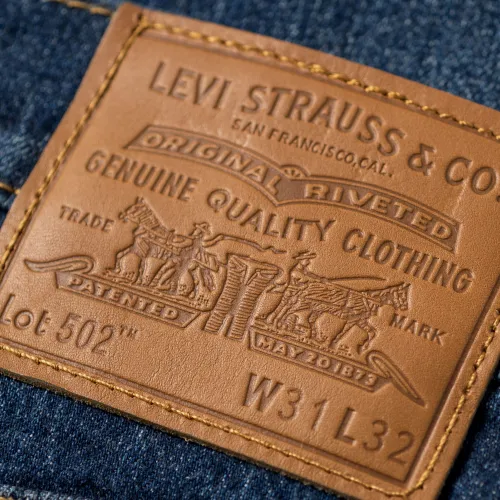 LEVI STRAUSS & CO
SAN FRANCISCO, CAL.
ORIGINAL RIVETED
GENUINE QUALITY CLOTHING
TRADE MARK
PATENTED MAY 20 1873
Lot 502™
W31 L32